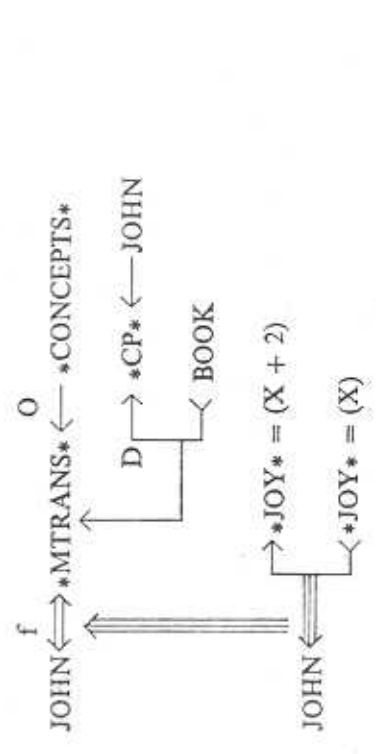 f O
JOHN *MTRANS* *CONCEPTS*
D *CP* JOHN
BOOK
*JOY* = (X + 2)
JOHN
*JOY* = (X)